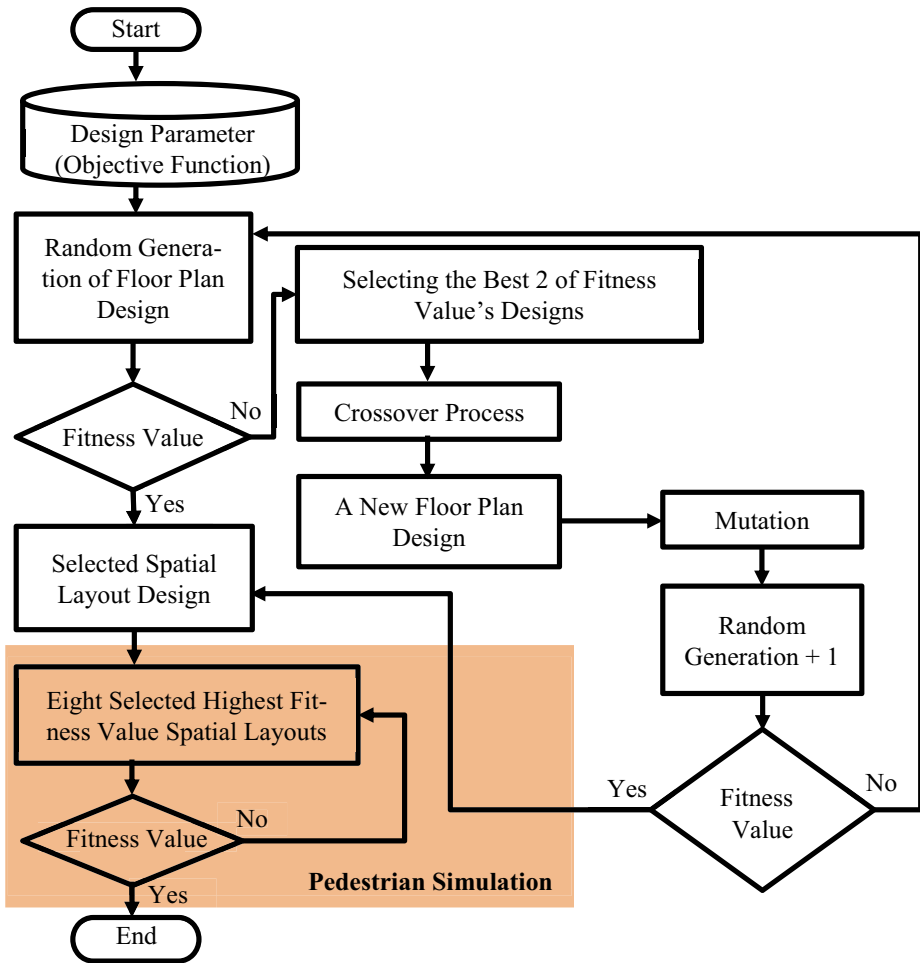 Start
Design Parameter
(Objective Function)
Random Genera-
tion of Floor Plan
Design
Selecting the Best 2 of Fitness
Value’s Designs
No
Fitness Value
Crossover Process
Yes
A New Floor Plan
Design
Mutation
Selected Spatial
Layout Design
Random
Generation + 1
Eight Selected Highest Fit-
ness Value Spatial Layouts
Yes
No
Fitness
Value
No
Fitness Value
Pedestrian Simulation
Yes
End